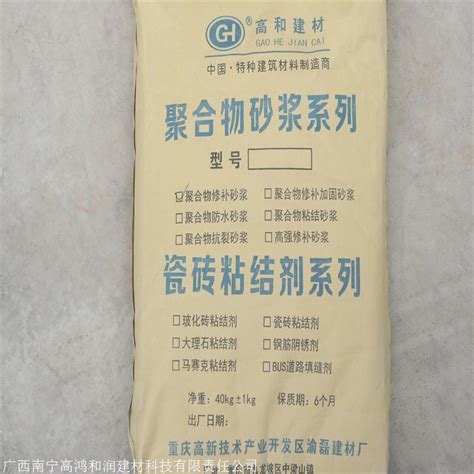 GH ® 高和建材
GAO HE JIAN CAI
中国·特种建筑材料制造商
聚合物砂浆系列
型号
聚合物修补砂浆 聚合物修补加固砂浆
聚合物防水砂浆 聚合物粘结砂浆
聚合物抗裂砂浆 高强修补砂浆
瓷砖粘结剂系列
玻化砖粘结剂 瓷砖粘结剂
大理石粘结剂 钢筋阴锈剂
马赛克粘结剂 BUS道路填缝剂
净重：40kg±1kg 保质期：6个月
出厂日期：
重庆高新技术产业开发区渝磊建材厂
龙坡区中梁山镇
广西南宁高鸿和润建材科技有限责任公司